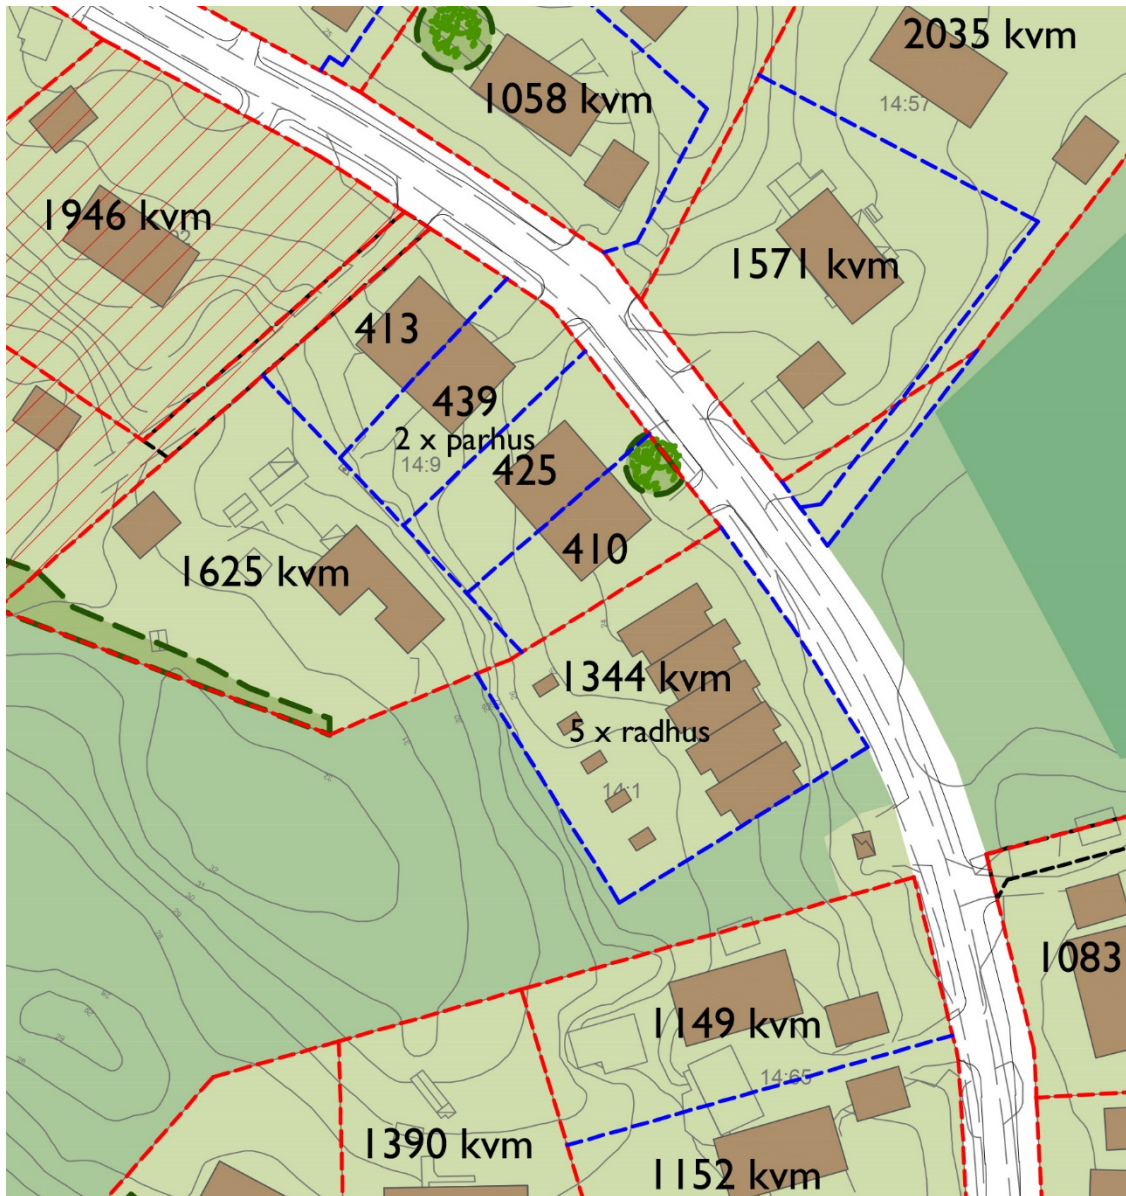 2035 kvm
1058 kvm
14:57
1946 kvm
1571 kvm
413
439
2 x parhus
14:9
425
410
1625 kvm
1344 kvm
5 x radhus
14:1
1083
1149 kvm
14:65
1390 kvm
1152 kvm